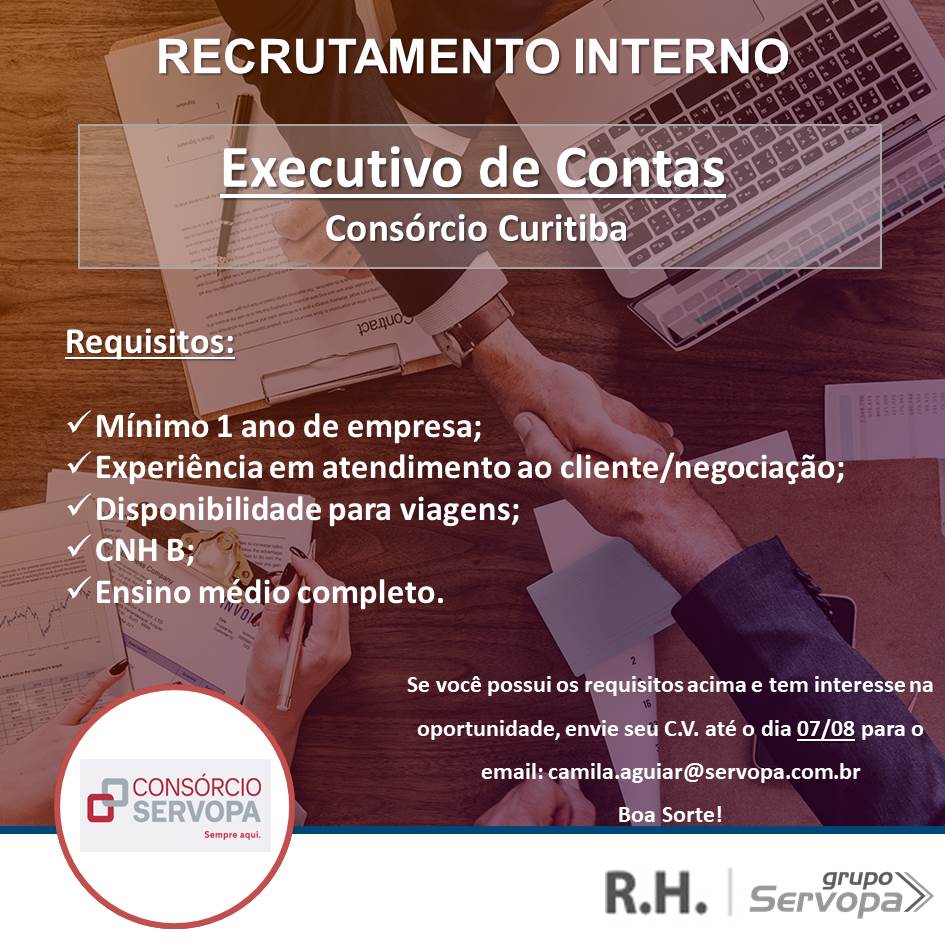 RECRUTAMENTO INTERNO
Executivo de Contas
Consórcio Curitiba
Contract
Requisitos:
✓ Mínimo 1 ano de empresa;
✓ Experiência em atendimento ao cliente/negociação;
✓ Disponibilidade para viagens;
✓ CNH B;
✓ Ensino médio completo.
INVOIC
Se você possui os requisitos acima e tem interesse na
oportunidade, envie seu C.V. até o dia 07/08 para o
email: camila.aguiar@servopa.com.br
Boa Sorte!
CONSÓRCIO
SERVOPA
Sempre aqui.
R.H.
grupo
Servopa